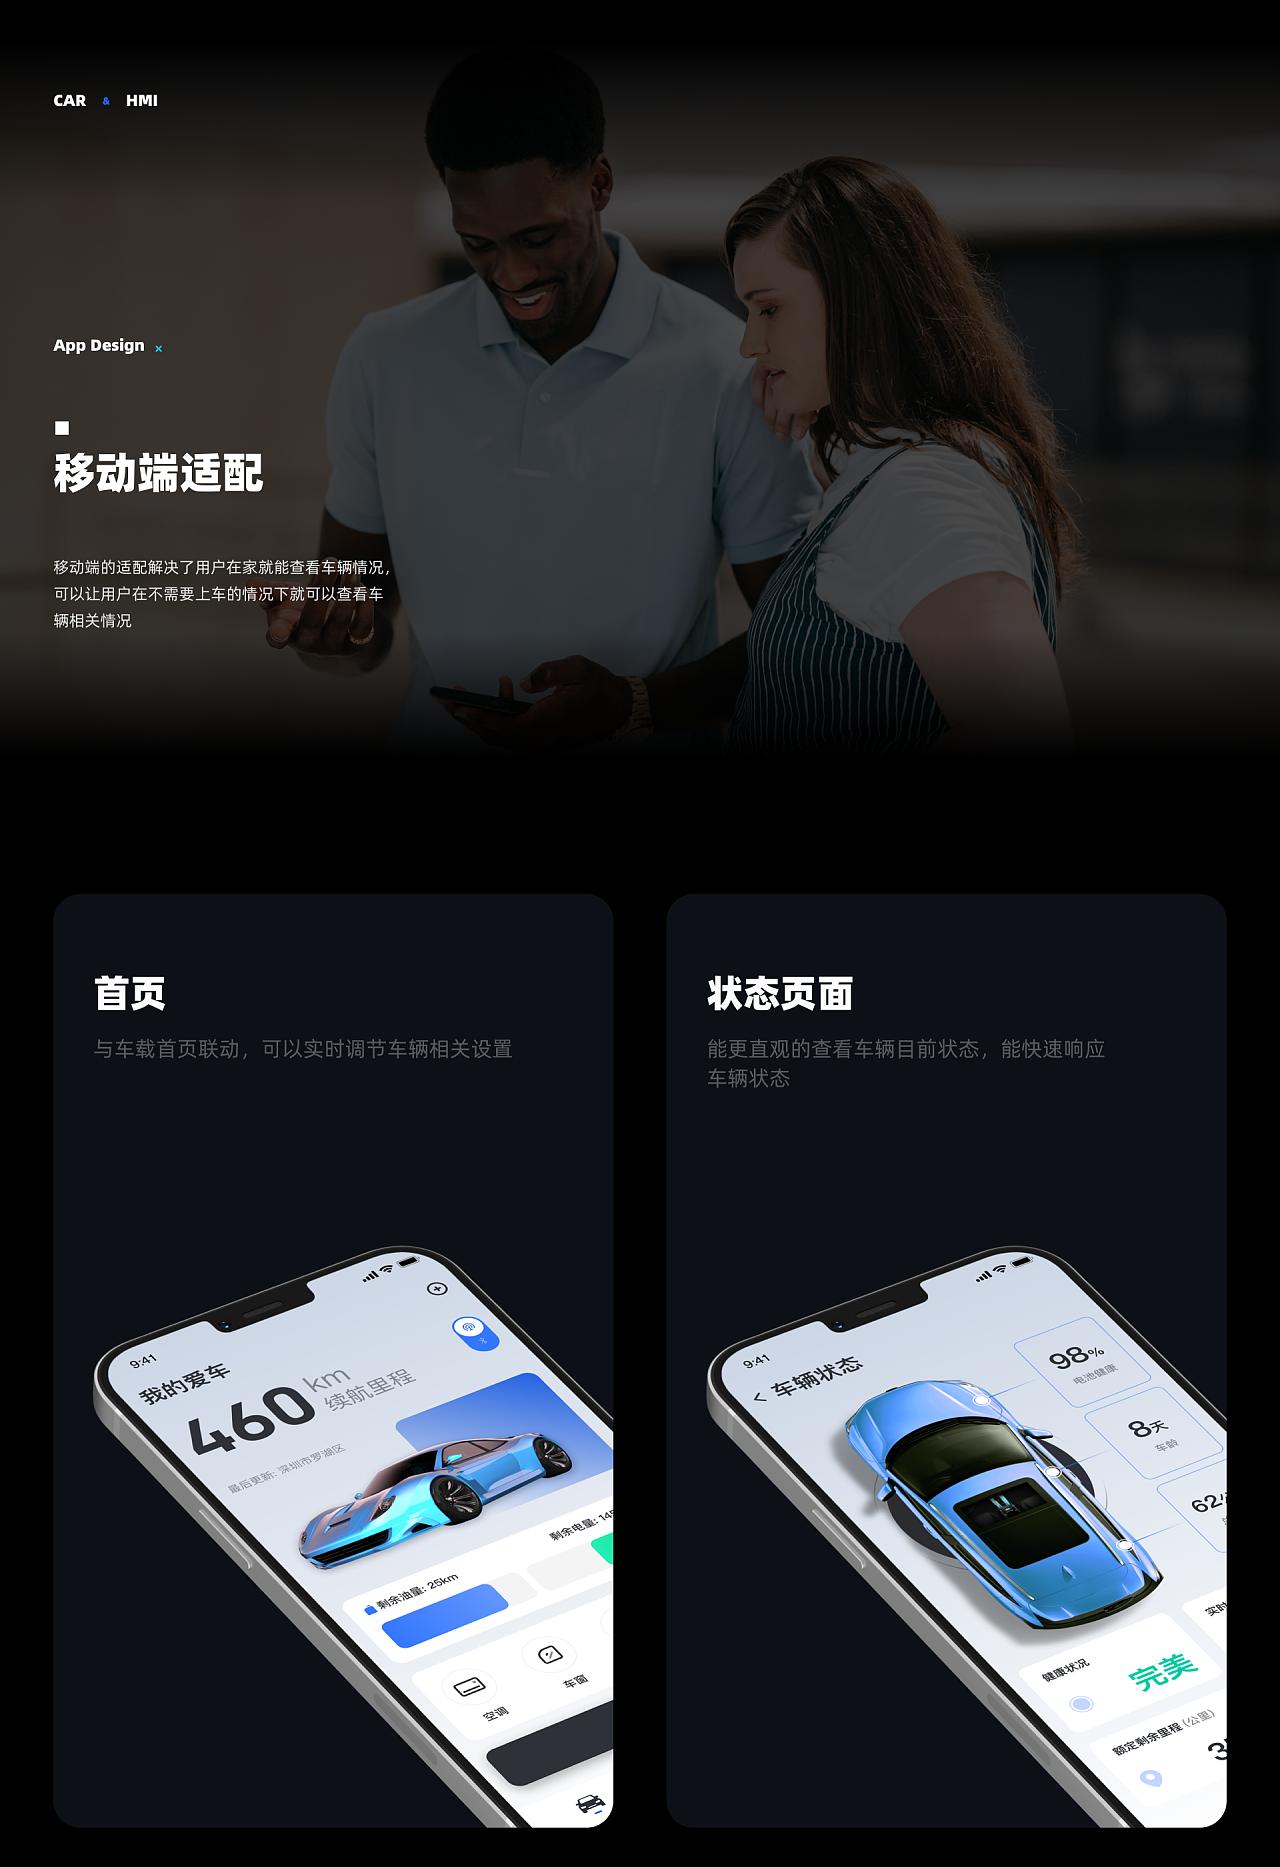 CAR & HMI
App Design ×
移动端适配
移动端的适配解决了用户在家就能查看车辆情况,
可以让用户在不需要上车的情况下就可以查看车
辆相关情况
首页
与车载首页联动，可以实时调节车辆相关设置
9:41
我的爱车
460 km
续航里程
最后更新: 深圳市罗湖区
剩余电量: 145
剩余油量: 25km
空调
车窗
状态页面
能更直观的查看车辆目前状态，能快速响应
车辆状态
9:41
< 车辆状态
98%
电池健康
8天
车龄
62
健康状况
完美
实时
额定剩余里程 (公里)